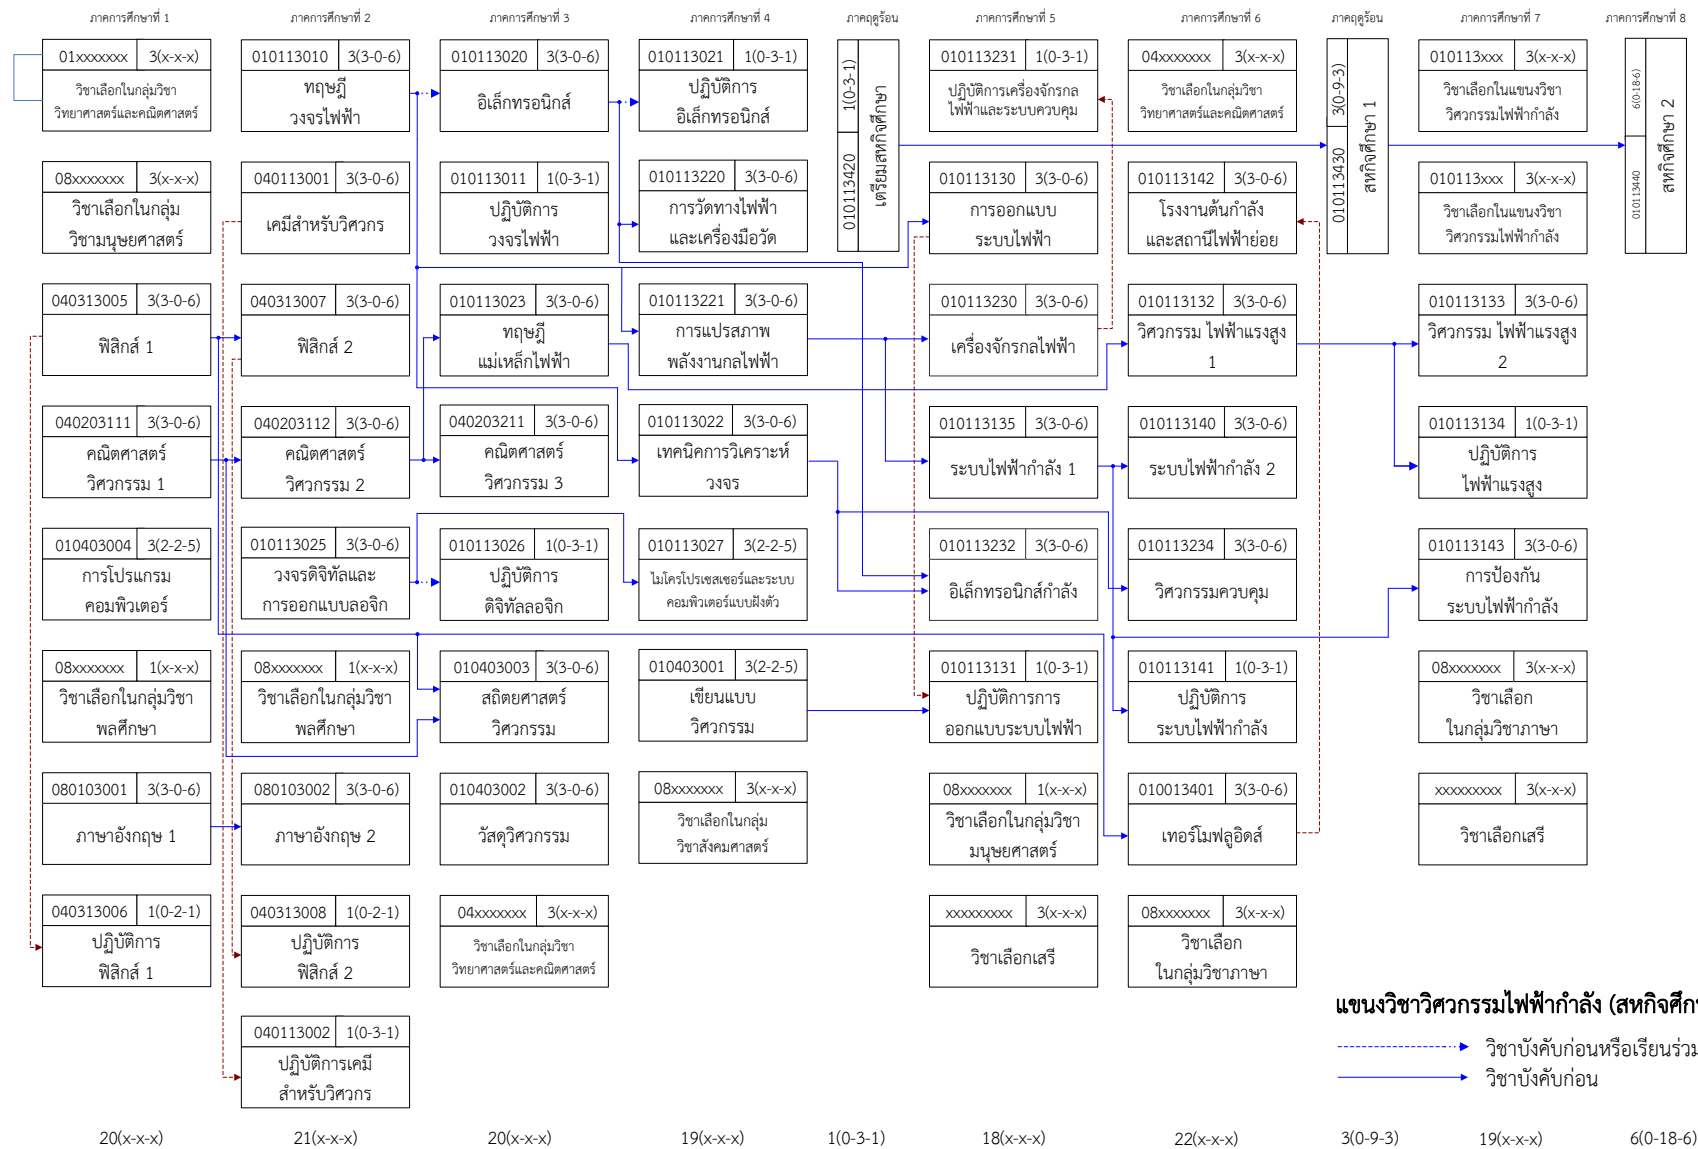 ภาคการศึกษาที่ 1
ภาคการศึกษาที่ 2
ภาคการศึกษาที่ 3
ภาคการศึกษาที่ 4
ภาคฤดูร้อน
ภาคการศึกษาที่ 5
ภาคการศึกษาที่ 6
ภาคฤดูร้อน
ภาคการศึกษาที่ 7
ภาคการศึกษาที่ 8
01xxxxxxx 3(x-x-x)
วิชาเลือกในกลุ่มวิชา
วิทยาศาสตร์และคณิตศาสตร์
08xxxxxxx 3(x-x-x)
วิชาเลือกในกลุ่ม
วิชามนุษยศาสตร์
040313005 3(3-0-6)
ฟิสิกส์ 1
040203111 3(3-0-6)
คณิตศาสตร์
วิศวกรรม 1
010403004 3(2-2-5)
การโปรแกรม
คอมพิวเตอร์
08xxxxxxx 1(x-x-x)
วิชาเลือกในกลุ่มวิชา
พลศึกษา
080103001 3(3-0-6)
ภาษาอังกฤษ 1
040313006 1(0-2-1)
ปฏิบัติการ
ฟิสิกส์ 1
20(x-x-x)
010113010 3(3-0-6)
ทฤษฎี
วงจรไฟฟ้า
040113001 3(3-0-6)
เคมีสำหรับวิศวกร
040313007 3(3-0-6)
ฟิสิกส์ 2
040203112 3(3-0-6)
คณิตศาสตร์
วิศวกรรม 2
010113025 3(3-0-6)
วงจรดิจิทัลและ
การออกแบบลอจิก
08xxxxxxx 1(x-x-x)
วิชาเลือกในกลุ่มวิชา
พลศึกษา
080103002 3(3-0-6)
ภาษาอังกฤษ 2
040313008 1(0-2-1)
ปฏิบัติการ
ฟิสิกส์ 2
040113002 1(0-3-1)
ปฏิบัติการเคมี
สำหรับวิศวกร
21(x-x-x)
010113020 3(3-0-6)
อิเล็กทรอนิกส์
010113011 1(0-3-1)
ปฏิบัติการ
วงจรไฟฟ้า
010113023 3(3-0-6)
ทฤษฎี
แม่เหล็กไฟฟ้า
040203211 3(3-0-6)
คณิตศาสตร์
วิศวกรรม 3
010113026 1(0-3-1)
ปฏิบัติการ
ดิจิทัลลอจิก
010403003 3(3-0-6)
สถิตยศาสตร์
วิศวกรรม
010403002 3(3-0-6)
วัสดุวิศวกรรม
04xxxxxxx 3(x-x-x)
วิชาเลือกในกลุ่มวิชา
วิทยาศาสตร์และคณิตศาสตร์
20(x-x-x)
010113021 1(0-3-1)
ปฏิบัติการ
อิเล็กทรอนิกส์
010113220 3(3-0-6)
การวัดทางไฟฟ้า
และเครื่องมือวัด
010113221 3(3-0-6)
การแปรสภาพ
พลังงานกลไฟฟ้า
010113022 3(3-0-6)
เทคนิคการวิเคราะห์
วงจร
010113027 3(2-2-5)
ไมโครโปรเซสเซอร์และระบบ
คอมพิวเตอร์แบบฝังตัว
010403001 3(2-2-5)
เขียนแบบ
วิศวกรรม
08xxxxxxx 3(x-x-x)
วิชาเลือกในกลุ่ม
วิชาสังคมศาสตร์
19(x-x-x)
010113420 1(0-3-1)
เตรียมสหกิจศึกษา
1(0-3-1)
010113231 1(0-3-1)
ปฏิบัติการเครื่องจักรกล
ไฟฟ้าและระบบควบคุม
010113130 3(3-0-6)
การออกแบบ
ระบบไฟฟ้า
010113230 3(3-0-6)
เครื่องจักรกลไฟฟ้า
010113135 3(3-0-6)
ระบบไฟฟ้ากำลัง 1
010113232 3(3-0-6)
อิเล็กทรอนิกส์กำลัง
010113131 1(0-3-1)
ปฏิบัติการการ
ออกแบบระบบไฟฟ้า
08xxxxxxx 1(x-x-x)
วิชาเลือกในกลุ่มวิชา
มนุษยศาสตร์
xxxxxxxxx 3(x-x-x)
วิชาเลือกเสรี
18(x-x-x)
04xxxxxxx 3(x-x-x)
วิชาเลือกในกลุ่มวิชา
วิทยาศาสตร์และคณิตศาสตร์
010113142 3(3-0-6)
โรงงานต้นกำลัง
และสถานีไฟฟ้าย่อย
010113132 3(3-0-6)
วิศวกรรม ไฟฟ้าแรงสูง
1
010113140 3(3-0-6)
ระบบไฟฟ้ากำลัง 2
010113234 3(3-0-6)
วิศวกรรมควบคุม
010113141 1(0-3-1)
ปฏิบัติการ
ระบบไฟฟ้ากำลัง
010013401 3(3-0-6)
เทอร์โมฟลูอิดส์
08xxxxxxx 3(x-x-x)
วิชาเลือก
ในกลุ่มวิชาภาษา
22(x-x-x)
010113430 3(0-9-3)
สหกิจศึกษา 1
3(0-9-3)
010113xxx 3(x-x-x)
วิชาเลือกในแขนงวิชา
วิศวกรรมไฟฟ้ากำลัง
010113xxx 3(x-x-x)
วิชาเลือกในแขนงวิชา
วิศวกรรมไฟฟ้ากำลัง
010113133 3(3-0-6)
วิศวกรรม ไฟฟ้าแรงสูง
2
010113134 1(0-3-1)
ปฏิบัติการ
ไฟฟ้าแรงสูง
010113143 3(3-0-6)
การป้องกัน
ระบบไฟฟ้ากำลัง
08xxxxxxx 3(x-x-x)
วิชาเลือก
ในกลุ่มวิชาภาษา
xxxxxxxxx 3(x-x-x)
วิชาเลือกเสรี
19(x-x-x)
010113440 6(0-18-6)
สหกิจศึกษา 2
6(0-18-6)
แขนงวิชาวิศวกรรมไฟฟ้ากำลัง (สหกิจศึก
วิชาบังคับก่อนหรือเรียนร่วม
วิชาบังคับก่อน